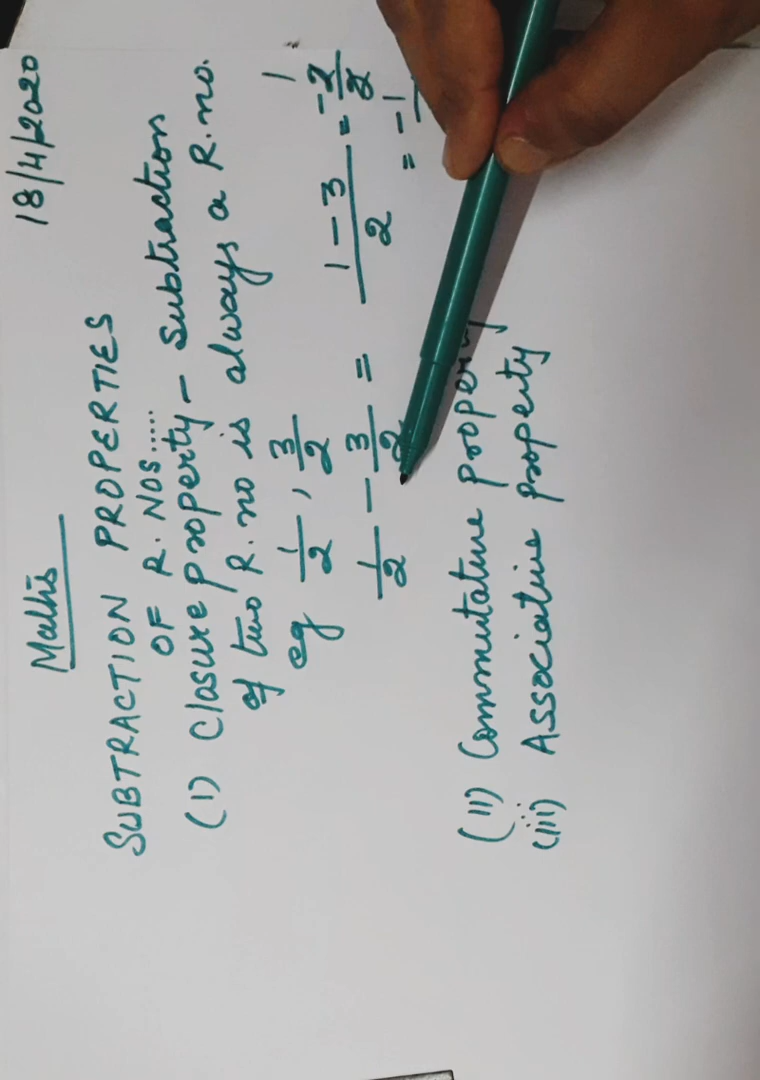 18/4/2020
Maths
SUBTRACTION PROPERTIES
OF R. NOS.....
(1) Closure property - Subtraction
of two R. no is always a R. no.
eg 1/2 , 3/2
1/2 - 3/2 = 1-3/2 = -2/2 1
= -1
(ii) Commutative property
(iii) Associative property